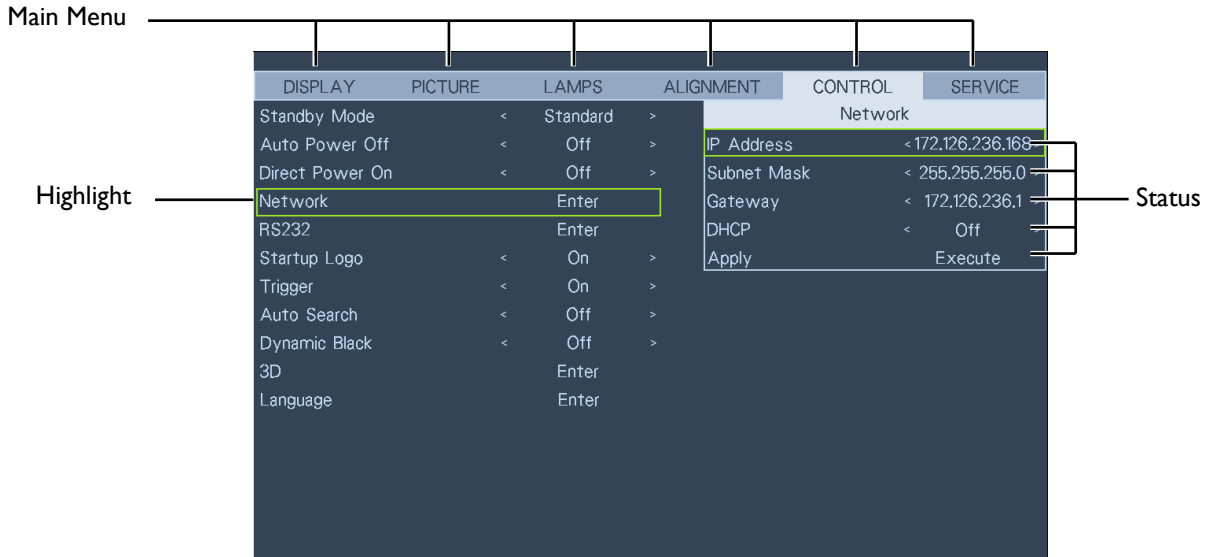 Main Menu
DISPLAY PICTURE LAMPS ALIGNMENT CONTROL SERVICE
Standby Mode < Standard >
Auto Power Off < Off >
Direct Power On < Off >
Network Enter
RS232 Enter
Startup Logo < On >
Trigger < On >
Auto Search < Off >
Dynamic Black < Off >
3D Enter
Language Enter
Network
IP Address <172.126.236.168>
Subnet Mask < 255.255.255.0 >
Gateway < 172.126.236.1 >
DHCP < Off >
Apply Execute
Highlight
Status